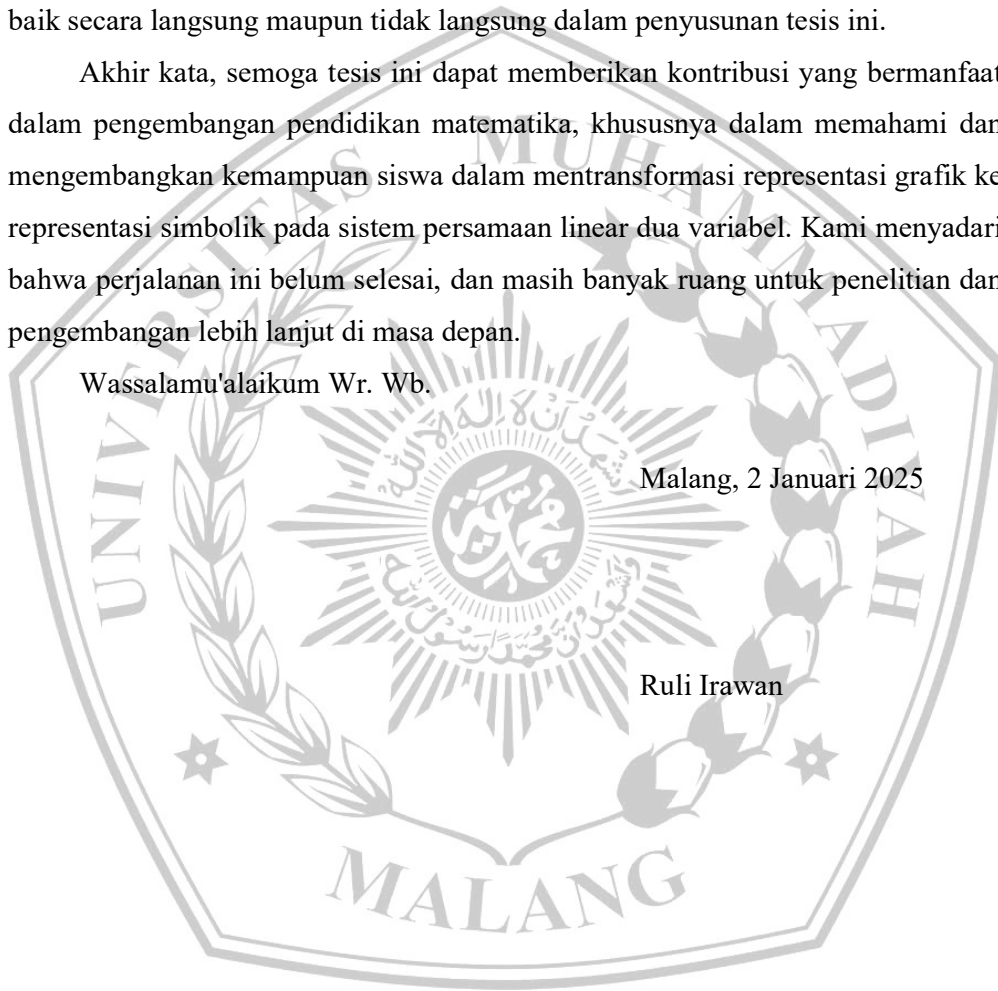 baik secara langsung maupun tidak langsung dalam penyusunan tesis ini.
Akhir kata, semoga tesis ini dapat memberikan kontribusi yang bermanfaat
dalam pengembangan pendidikan matematika, khususnya dalam memahami dan
mengembangkan kemampuan siswa dalam mentransformasi representasi grafik ke
representasi simbolik pada sistem persamaan linear dua variabel. Kami menyadari
bahwa perjalanan ini belum selesai, dan masih banyak ruang untuk penelitian dan
pengembangan lebih lanjut di masa depan.
Wassalamu'alaikum Wr. Wb.
Malang, 2 Januari 2025
Ruli Irawan
UNIVERSITAS MUHAMMADIYAH
MALANG